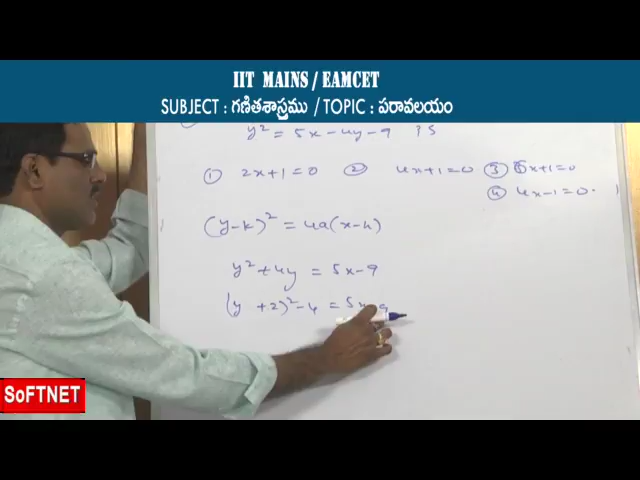 IIT MAINS / EAMCET
SUBJECT : గణితశాస్త్రము / TOPIC : పరావలయం
y² = 5x - 4y - 9 is
① 2x+1=0 ② 4x+1=0 ③ 5x+1=0
④ 4x-1=0.
(y-k)² = 4a(x-h)
y² + 4y = 5x-9
(y +2)² - 4 = 5x-9
SoFTNET